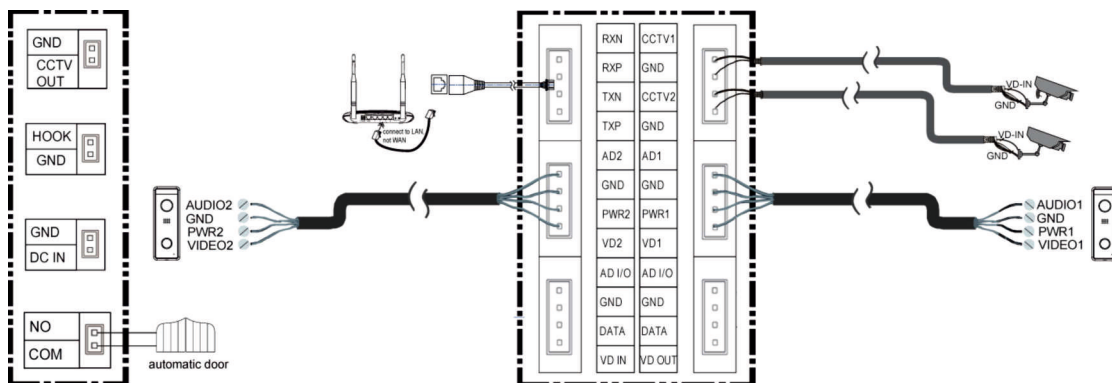 GND
CCTV
OUT
HOOK
GND
GND
DC IN
NO
COM
automatic door
connect to LAN,
not WAN
AUDIO2
GND
PWR2
VIDEO2
RXN CCTV1
RXP GND
TXN CCTV2
TXP GND
AD2 AD1
GND GND
PWR2 PWR1
VD2 VD1
AD I/O AD I/O
GND GND
DATA DATA
VD IN VD OUT
VD-IN
GND
VD-IN
GND
AUDIO1
GND
PWR1
VIDEO1